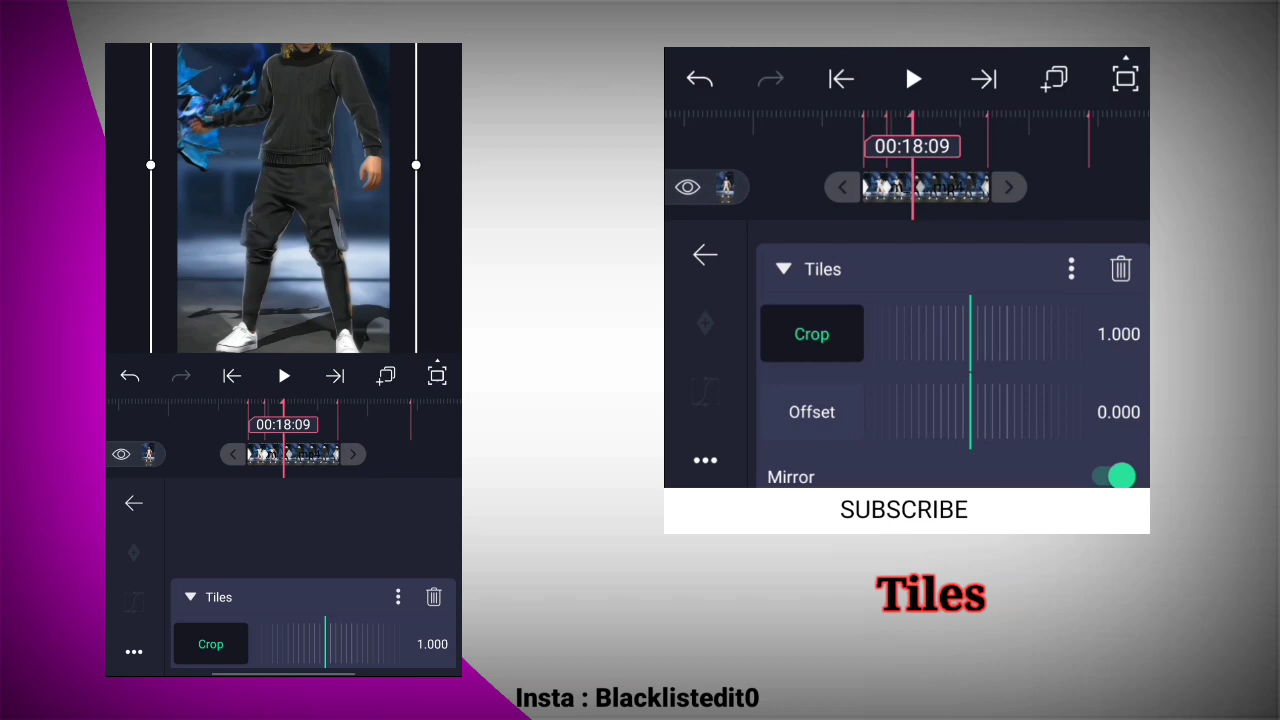 00:18:09
Tiles
Crop
1.000
00:18:09
Tiles
Crop
1.000
Offset
0.000
Mirror
SUBSCRIBE
Tiles
Insta : Blacklistedit0